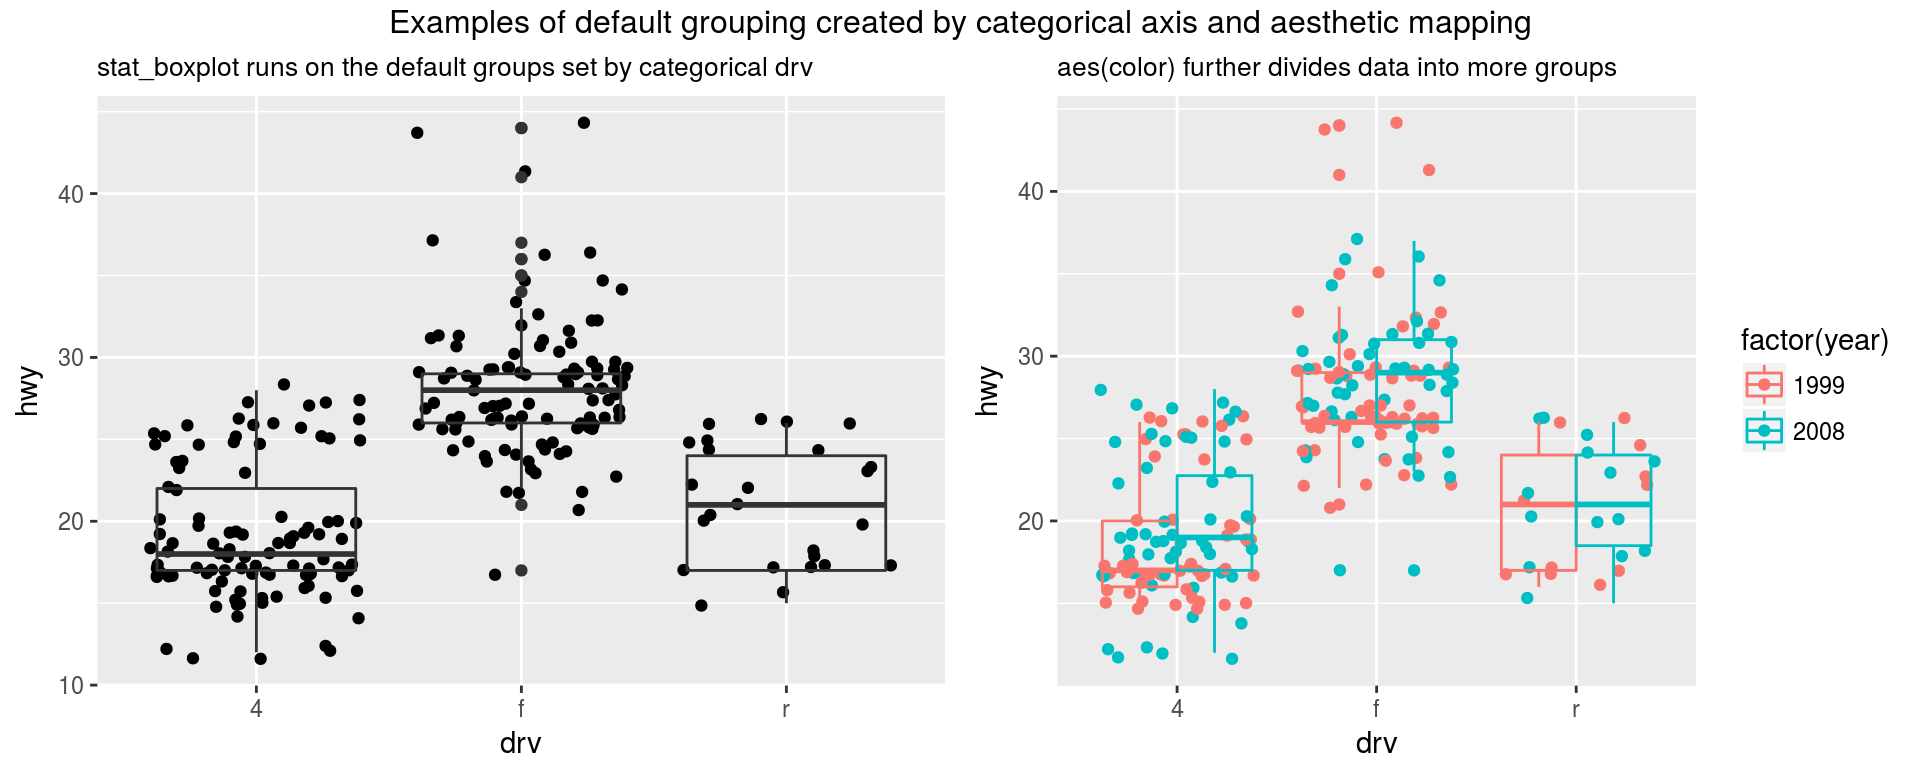 Examples of default grouping created by categorical axis and aesthetic mapping
stat_boxplot runs on the default groups set by categorical drv
hwy
40
30
20
10
4 f r
drv
aes(color) further divides data into more groups
hwy
40
30
20
4 f r
drv
factor(year)
1999
2008